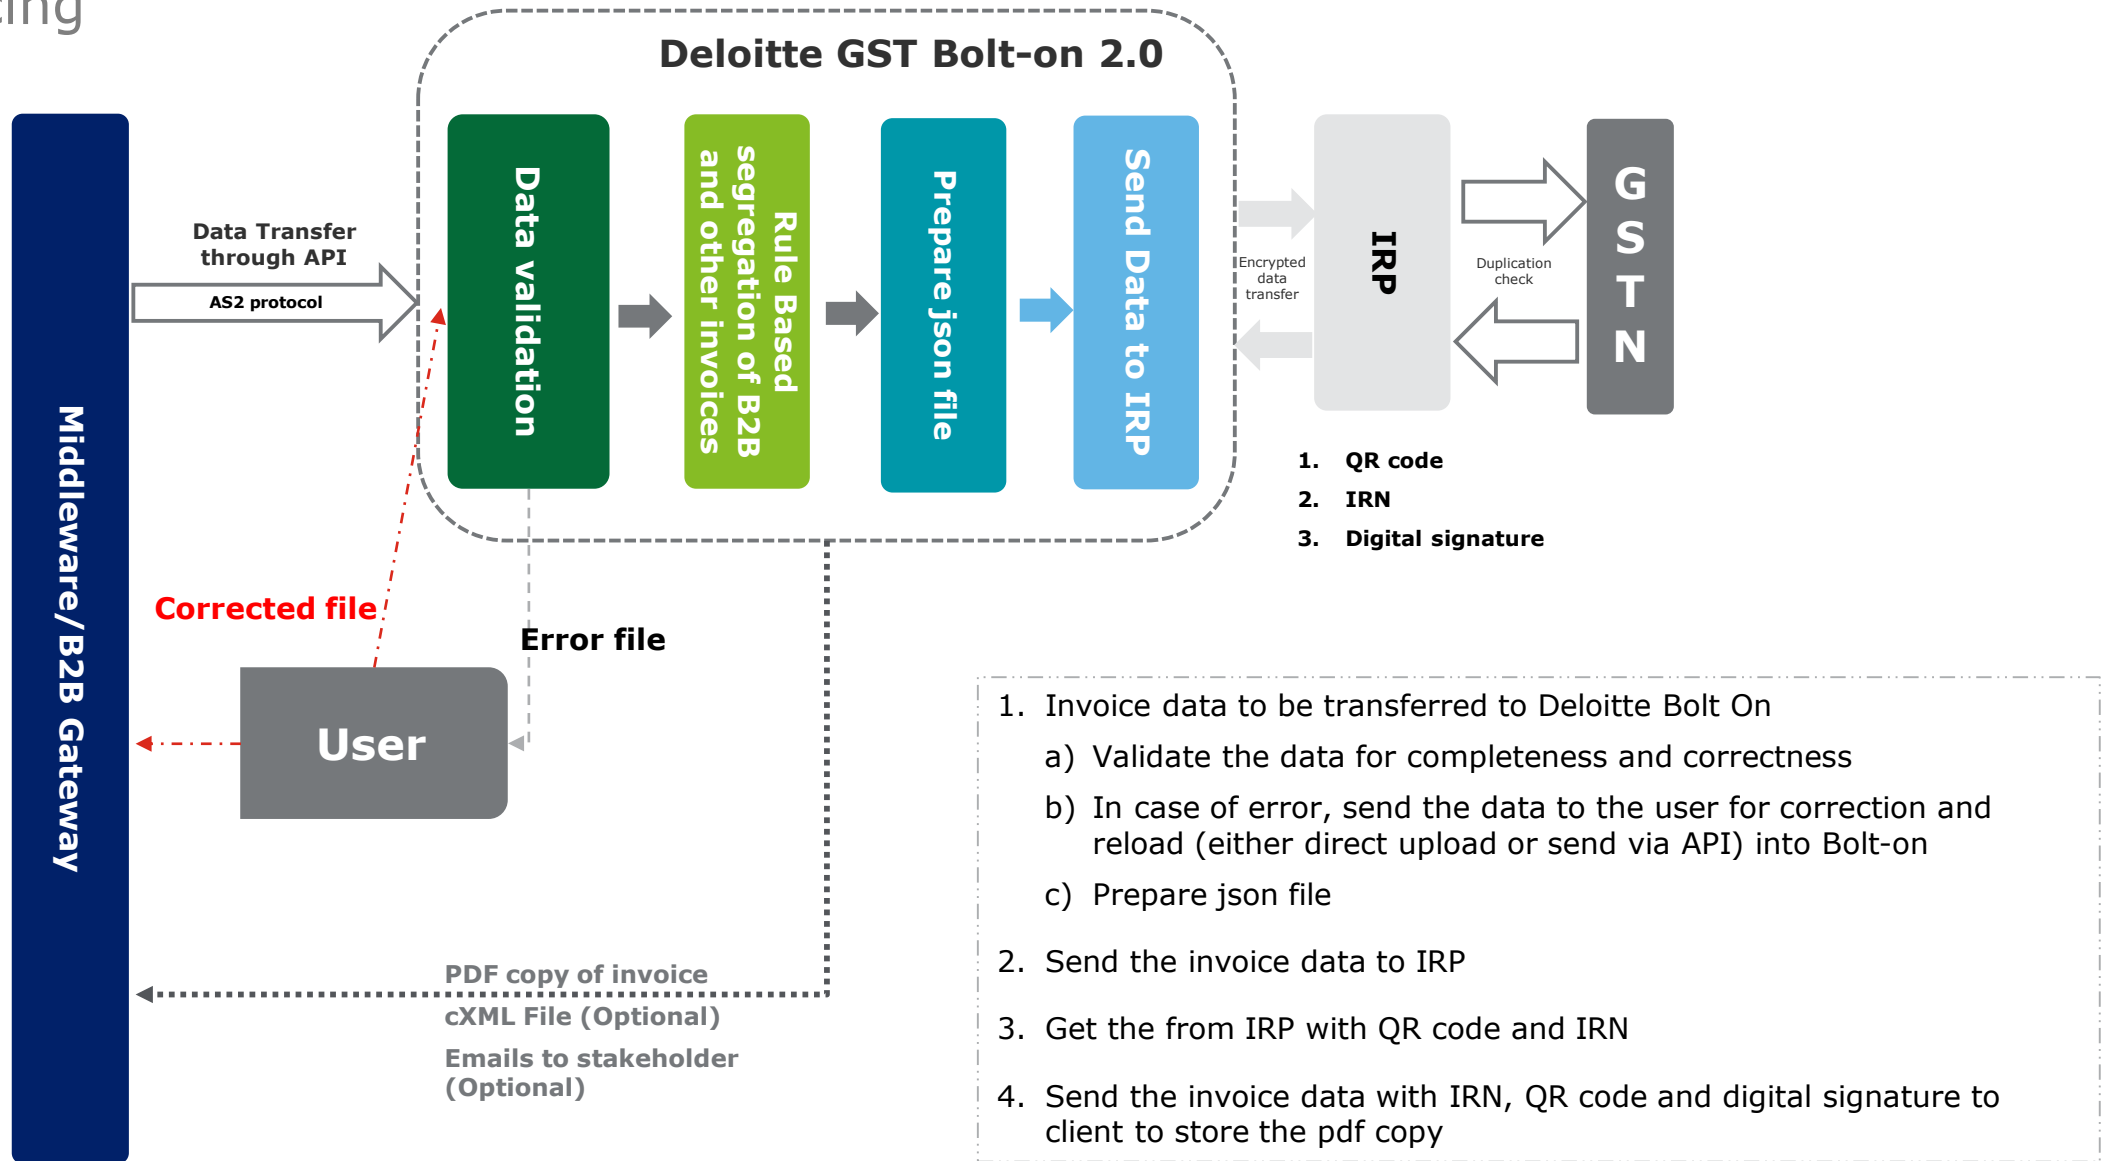 Deloitte GST Bolt-on 2.0
Middleware/B2B Gateway
Data Transfer
through API
AS2 protocol
Data validation
Rule Based
segregation of B2B
and other invoices
Prepare json file
Send Data to IRP
Encrypted
data
transfer
IRP
Duplication
check
G
S
T
N
1. QR code
2. IRN
3. Digital signature
Corrected file
Error file
User
PDF copy of invoice
cXML File (Optional)
Emails to stakeholder
(Optional)
1. Invoice data to be transferred to Deloitte Bolt On
a) Validate the data for completeness and correctness
b) In case of error, send the data to the user for correction and
reload (either direct upload or send via API) into Bolt-on
c) Prepare json file
2. Send the invoice data to IRP
3. Get the from IRP with QR code and IRN
4. Send the invoice data with IRN, QR code and digital signature to
client to store the pdf copy